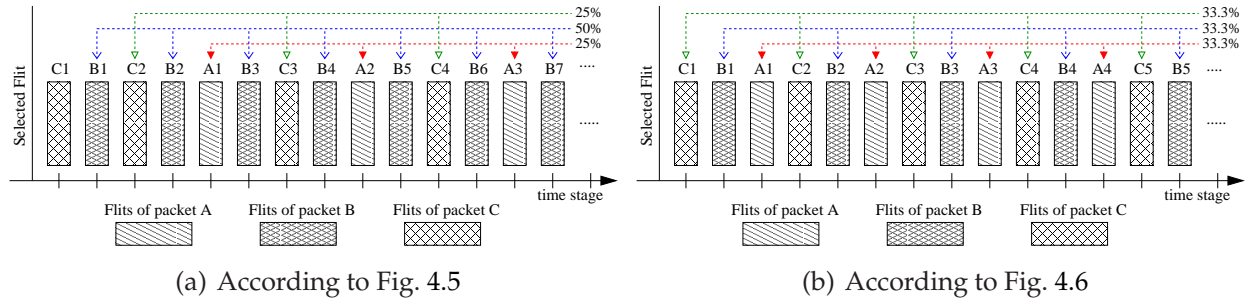 25%
50%
25%
C1 B1 C2 B2 A1 B3 C3 B4 A2 B5 C4 B6 A3 B7 ....
Selected Flit
.....
time stage
Flits of packet A Flits of packet B Flits of packet C
(a) According to Fig. 4.5
33.3%
33.3%
33.3%
C1 B1 A1 C2 B2 A2 C3 B3 A3 C4 B4 A4 C5 B5 ....
Selected Flit
.....
time stage
Flits of packet A Flits of packet B Flits of packet C
(b) According to Fig. 4.6